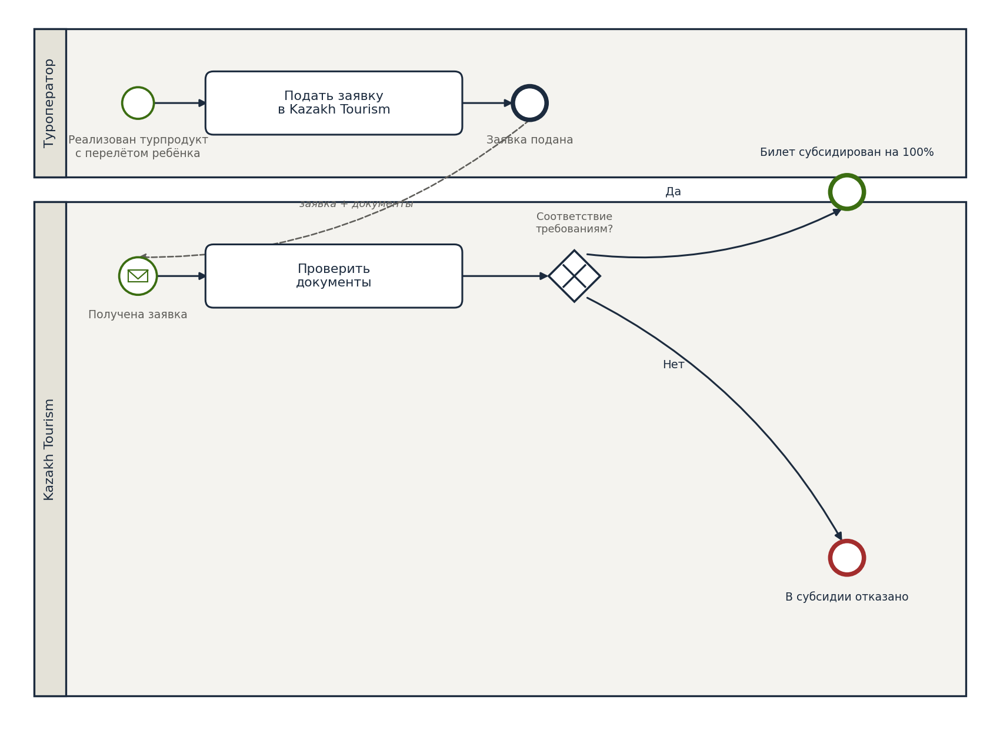 Туроператор
Подать заявку
в Kazakh Tourism
Реализован турпродукт
с перелётом ребёнка
Заявка подана
Билет субсидирован на 100%
Да
заявка + документы
Kazakh Tourism
Соответствие
требованиям?
Проверить
документы
Получена заявка
Нет
В субсидии отказано